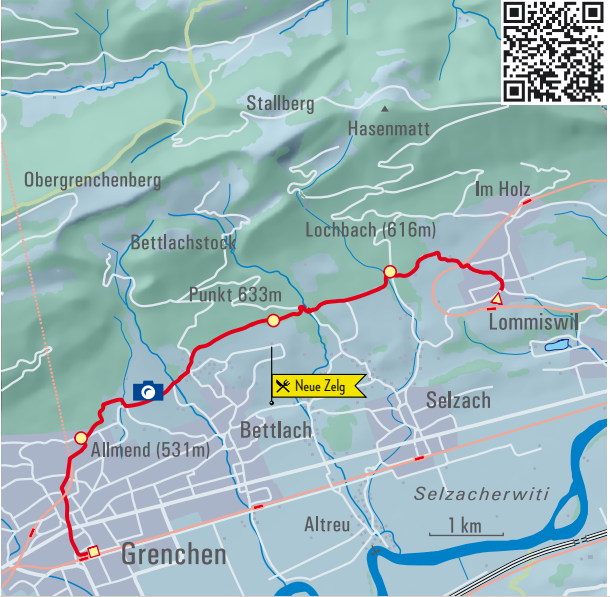 Stallberg
Hasenmatt
Obergrenchenberg
Im Holz
Bettlachstock
Lochbach (616m)
Punkt 633m
Lommiswil
Neue Zelg
Selzach
Bettlach
Allmend (531m)
Selzacherwiti
Altreu
1 km
Grenchen